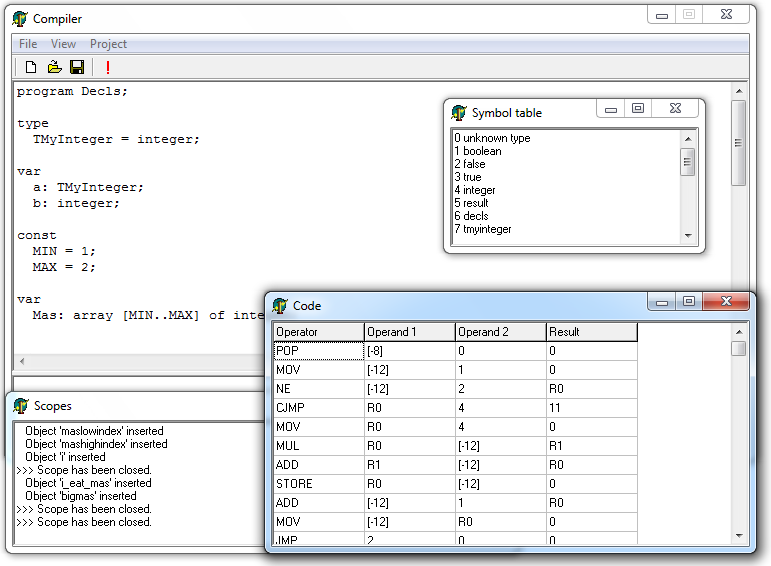 Compiler
File View Project
program Decls;
type
TMyInteger = integer;
var
a: TMyInteger;
b: integer;
const
MIN = 1;
MAX = 2;
var
Mas: array [MIN..MAX] of inte
Symbol table
0 unknown type
1 boolean
2 false
3 true
4 integer
5 result
6 decls
7 tmyinteger
Scopes
Object 'maslowindex' inserted
Object 'mashighindex' inserted
Object 'i' inserted
>>> Scope has been closed.
Object 'i_eat_mas' inserted
Object 'bigmas' inserted
>>> Scope has been closed.
>>> Scope has been closed.
Code
Operator Operand 1 Operand 2 Result
POP [-8] 0 0
MOV [-12] 1 0
NE [-12] 2 R0
CJMP R0 4 11
MOV R0 4 0
MUL R0 [-12] R1
ADD R1 [-12] R0
STORE R0 [-12] 0
ADD [-12] 1 R0
MOV [-12] R0 0
JMP 2 0 0